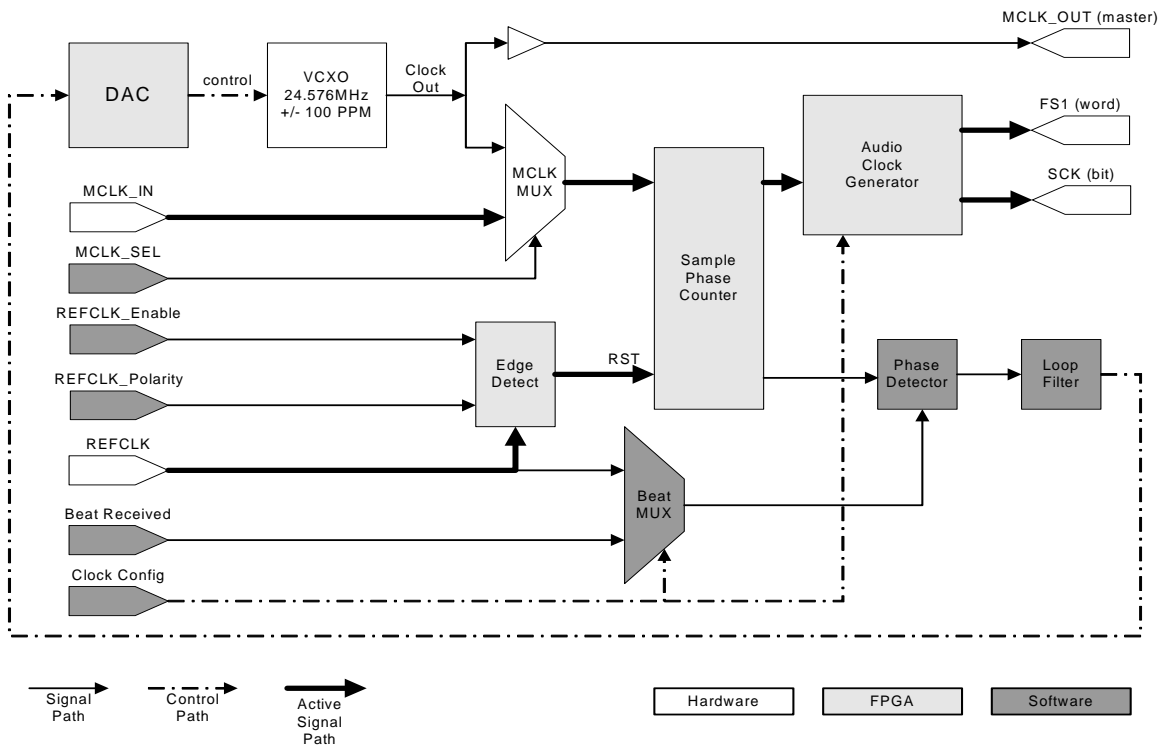 MCLK_OUT (master)
DAC
control
VCXO
24.576MHz
+/- 100 PPM
Clock
Out
FS1 (word)
Audio
Clock
Generator
MCLK
MUX
SCK (bit)
MCLK_IN
MCLK_SEL
Sample
Phase
Counter
REFCLK_Enable
Edge
Detect
RST
Phase
Detector
Loop
Filter
REFCLK_Polarity
REFCLK
Beat
MUX
Beat Received
Clock Config
Signal
Path
Control
Path
Active
Signal
Path
Hardware
FPGA
Software